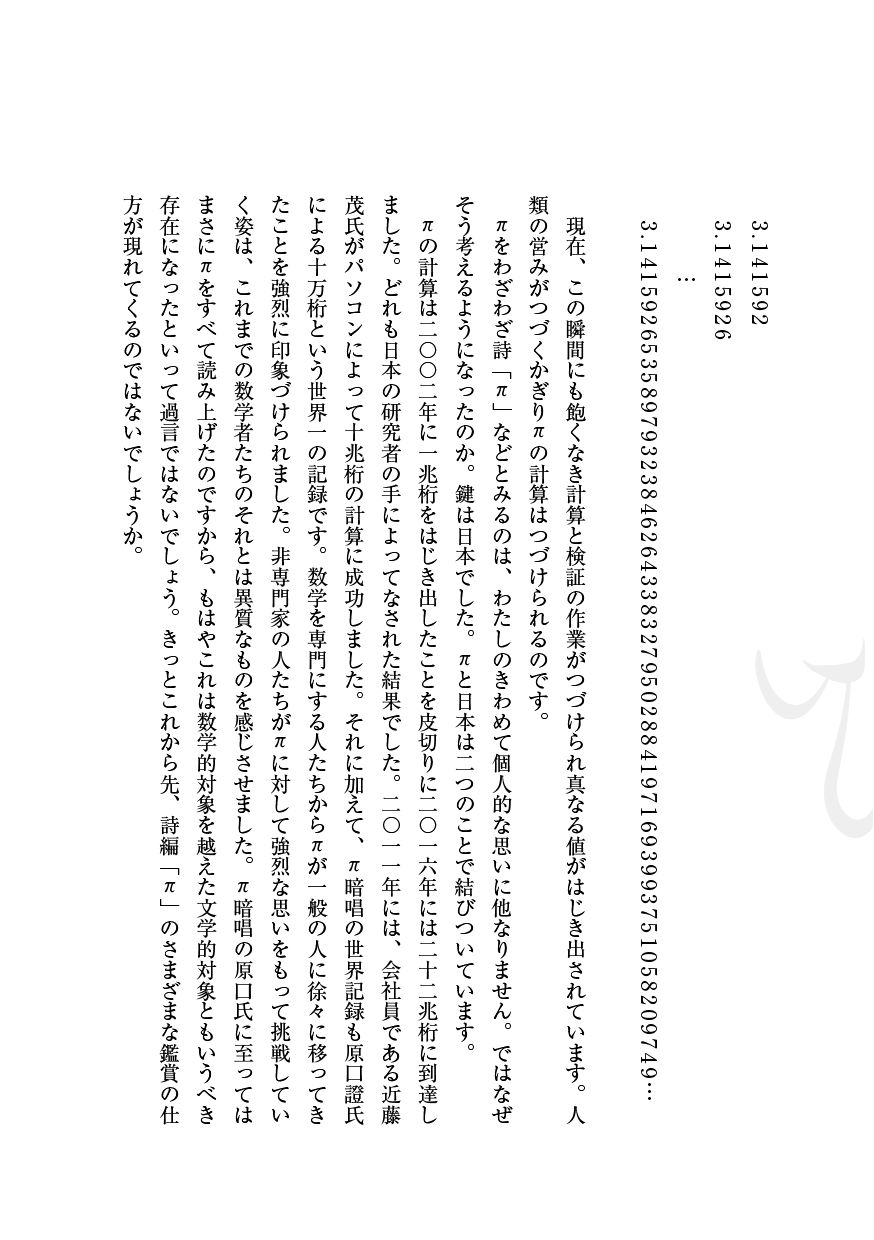 3.141592
3.1415926
…
3.1415926535897932384626433832795028841971693993751058209749…
現在、この瞬間にも飽くなき計算と検証の作業がつづけられ真なる値がはじき出されています。人
類の営みがつづくかぎりπの計算はつづけられるのです。
πをわざわざ詩「π」などとみるのは、わたしのきわめて個人的な思いに他なりません。ではなぜ
そう考えるようになったのか。鍵は日本でした。πと日本は二つのことで結びついています。
πの計算は二〇〇二年に一兆桁をはじき出したことを皮切りに二〇一六年には二十二兆桁に到達し
ました。どれも日本の研究者の手によってなされた結果でした。二〇一一年には、会社員である近藤
茂氏がパソコンによって十兆桁の計算に成功しました。それに加えて、π暗唱の世界記録も原口證氏
による十万桁という世界一の記録です。数学を専門にする人たちからπが一般の人に徐々に移ってき
たことを強烈に印象づけられました。非専門家の人たちがπに対して強烈な思いをもって挑戦してい
く姿は、これまでの数学者たちのそれとは異質なものを感じさせました。π暗唱の原口氏に至っては
まさにπをすべて読み上げたのですから、もはやこれは数学的対象を越えた文学的対象ともいうべき
存在になったといって過言ではないでしょう。きっとこれから先、詩編「π」のさまざまな鑑賞の仕
方が現れてくるのではないでしょうか。